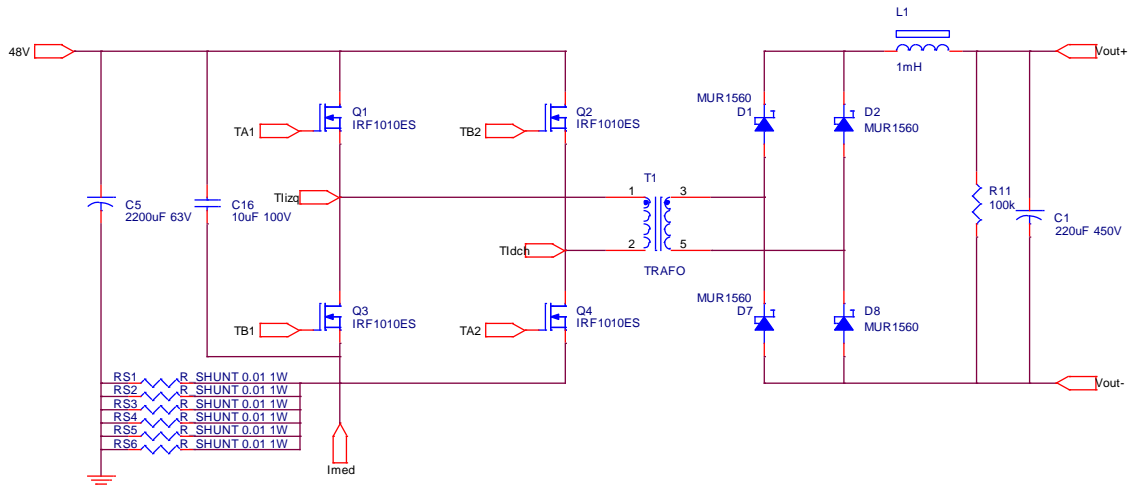 L1
48V
Vout+
1mH
MUR1560
Q1
Q2
D1
D2
IRF1010ES
IRF1010ES
TA1
TB2
MUR1560
T1
TIizq
1
3
R11
C5
C16
100k
C1
2200uF 63V
10uF 100V
220uF 450V
TIdch
2
5
TRAFO
MUR1560
Q3
Q4
D7
D8
IRF1010ES
IRF1010ES
TB1
TA2
MUR1560
RS1 R_SHUNT 0.01 1W
RS2 R_SHUNT 0.01 1W
RS3 R_SHUNT 0.01 1W
RS4 R_SHUNT 0.01 1W
RS5 R_SHUNT 0.01 1W
RS6 R_SHUNT 0.01 1W
Vout-
Imed